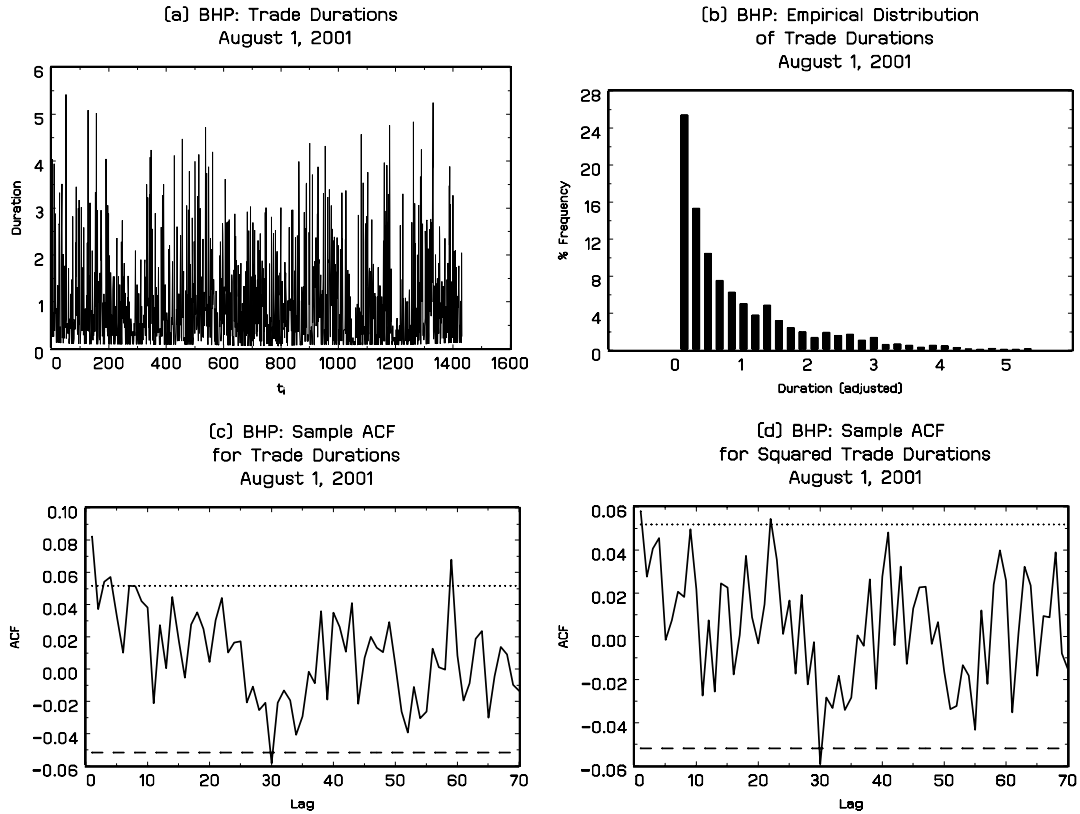 (a) BHP: Trade Durations
August 1, 2001
6
5
4
3
2
1
0
Duration
0 200 400 600 800 1000 1200 1400 1600
ti
(b) BHP: Empirical Distribution
of Trade Durations
August 1, 2001
28
24
20
16
12
8
4
0
% Frequency
0 1 2 3 4 5
Duration (adjusted)
(c) BHP: Sample ACF
for Trade Durations
August 1, 2001
0.10
0.08
0.06
0.04
0.02
0.00
−0.02
−0.04
−0.06
ACF
0 10 20 30 40 50 60 70
Lag
(d) BHP: Sample ACF
for Squared Trade Durations
August 1, 2001
0.06
0.04
0.02
0.00
−0.02
−0.04
−0.06
ACF
0 10 20 30 40 50 60 70
Lag